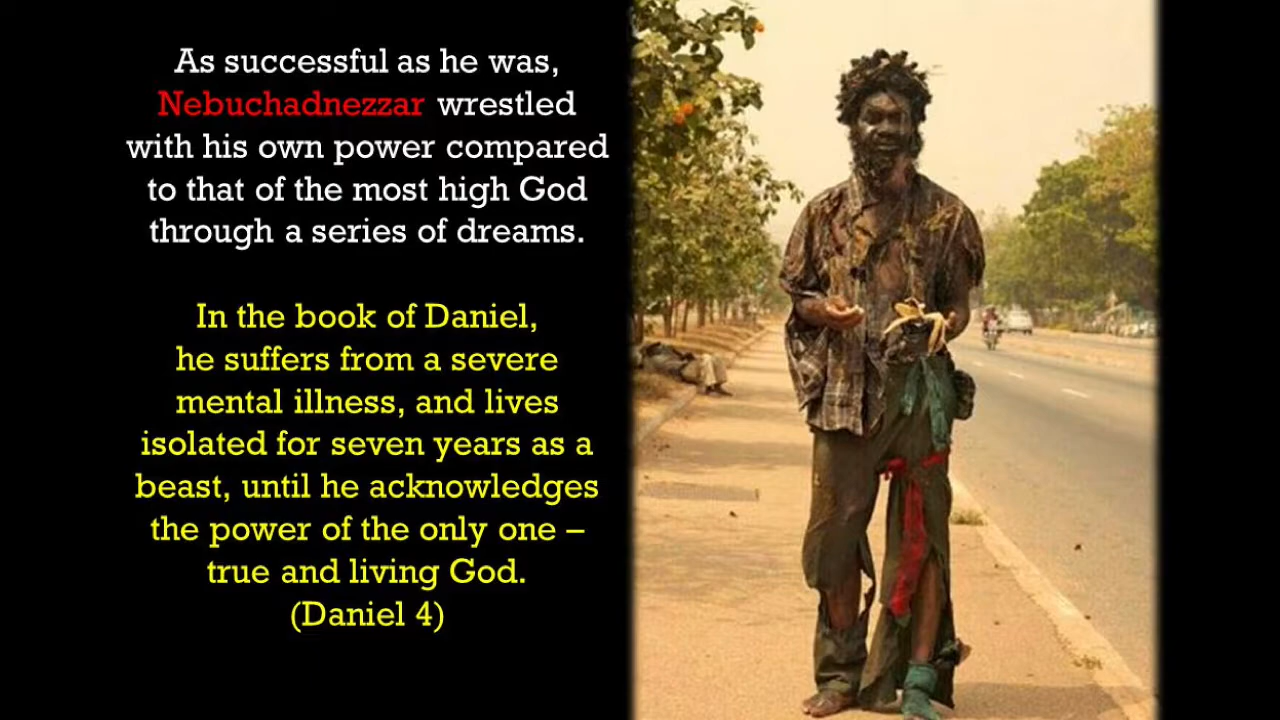 As successful as he was,
Nebuchadnezzar wrestled
with his own power compared
to that of the most high God
through a series of dreams.
In the book of Daniel,
he suffers from a severe
mental illness, and lives
isolated for seven years as a
beast, until he acknowledges
the power of the only one –
true and living God.
(Daniel 4)